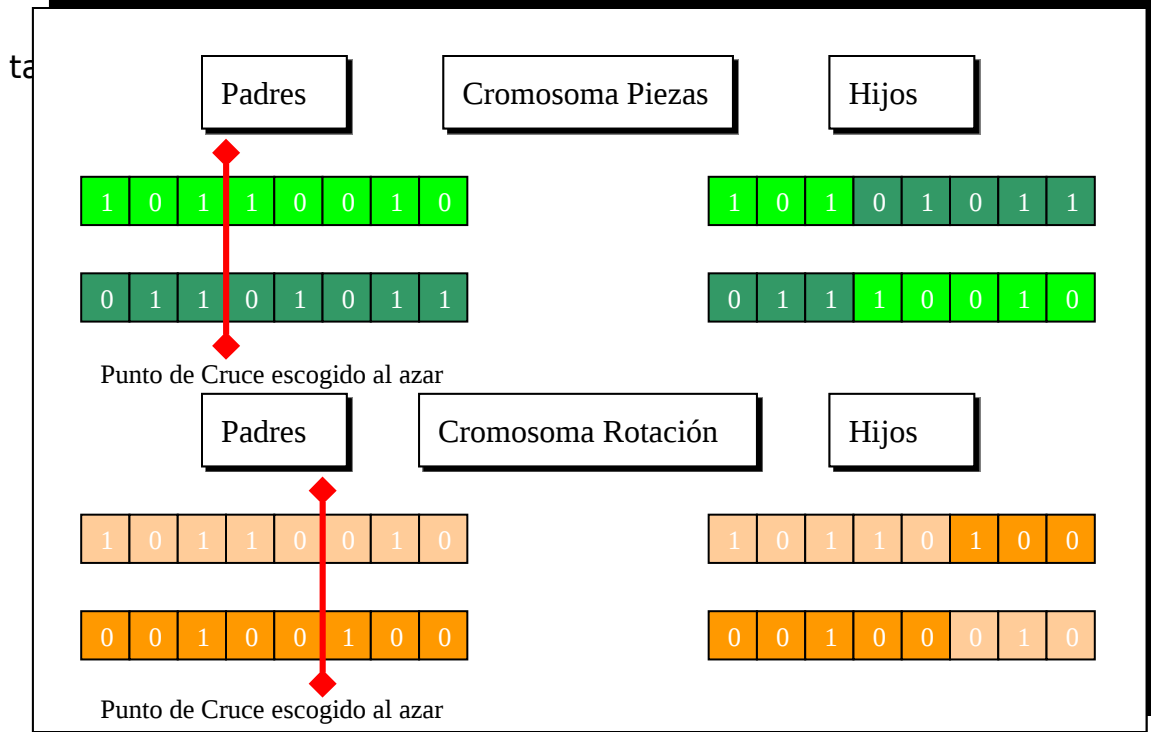 ta
Padres Cromosoma Piezas Hijos
1 0 1 1 0 0 1 0 1 0 1 0 1 0 1 1
0 1 1 0 1 0 1 1 0 1 1 1 0 0 1 0
Punto de Cruce escogido al azar
Padres Cromosoma Rotación Hijos
1 0 1 1 0 0 1 0 1 0 1 1 0 1 0 0
0 0 1 0 0 1 0 0 0 0 1 0 0 0 1 0
Punto de Cruce escogido al azar